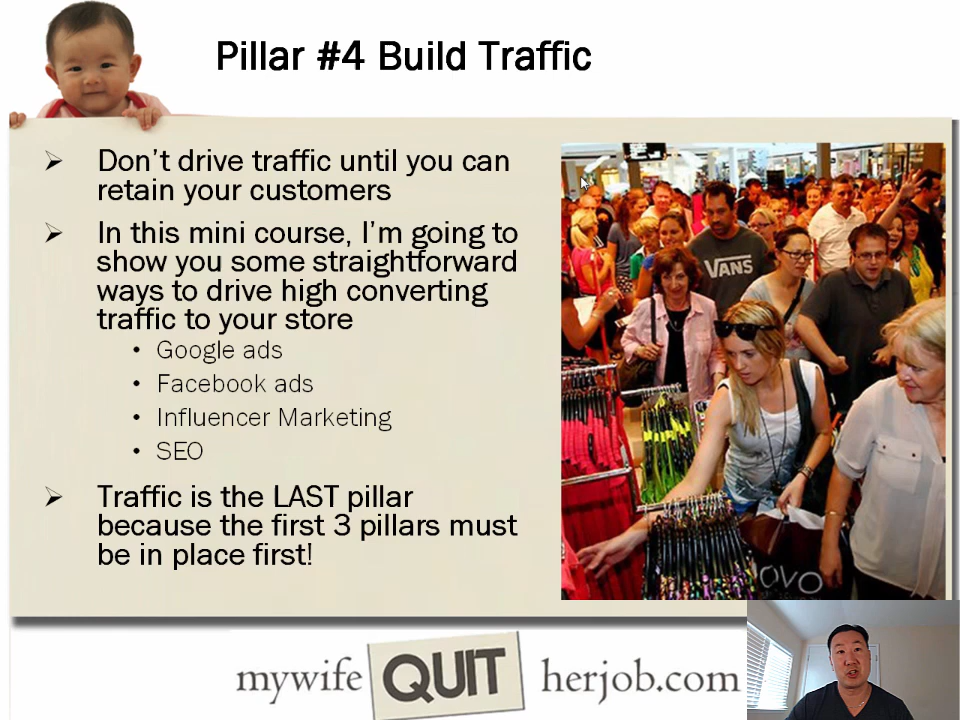 Pillar #4 Build Traffic
➢ Don't drive traffic until you can
retain your customers
➢ In this mini course, I'm going to
show you some straightforward
ways to drive high converting
traffic to your store
• Google ads
• Facebook ads
• Influencer Marketing
• SEO
➢ Traffic is the LAST pillar
because the first 3 pillars must
be in place first!
VANS
OVO
mywife QUIT herjob.com